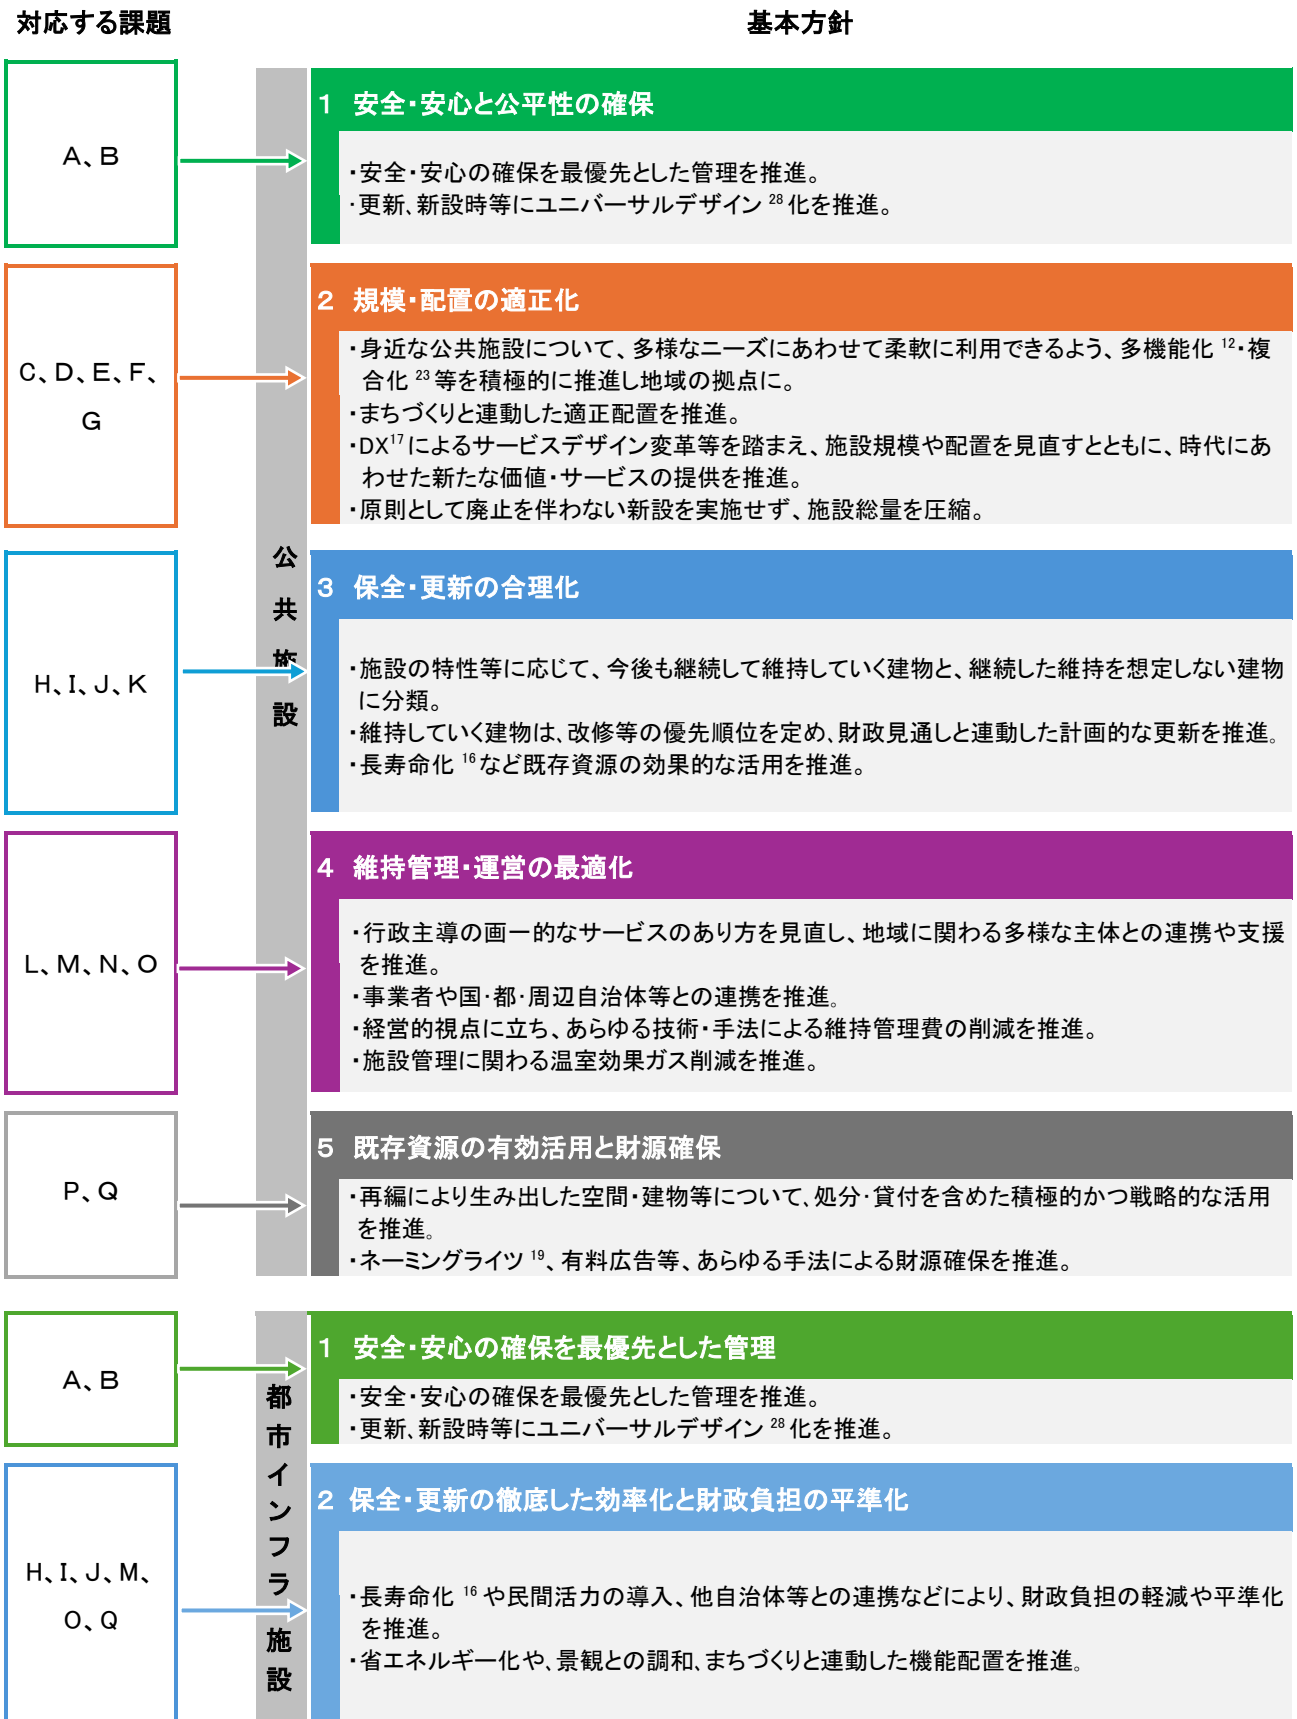 対応する課題
基本方針
A、B
公共施設
1 安全・安心と公平性の確保
・安全・安心の確保を最優先とした管理を推進。
・更新、新設時等にユニバーサルデザイン28化を推進。
C、D、E、F、
G
2 規模・配置の適正化
・身近な公共施設について、多様なニーズにあわせて柔軟に利用できるよう、多機能化12・複
合化23等を積極的に推進し地域の拠点に。
・まちづくりと連動した適正配置を推進。
・DX17によるサービスデザイン変革等を踏まえ、施設規模や配置を見直すとともに、時代にあ
わせた新たな価値・サービスの提供を推進。
・原則として廃止を伴わない新設を実施せず、施設総量を圧縮。
H、I、J、K
3 保全・更新の合理化
・施設の特性等に応じて、今後も継続して維持していく建物と、継続した維持を想定しない建物
に分類。
・維持していく建物は、改修等の優先順位を定め、財政見通しと連動した計画的な更新を推進。
・長寿命化16など既存資源の効果的な活用を推進。
L、M、N、O
4 維持管理・運営の最適化
・行政主導の画一的なサービスのあり方を見直し、地域に関わる多様な主体との連携や支援
を推進。
・事業者や国・都・周辺自治体等との連携を推進。
・経営的視点に立ち、あらゆる技術・手法による維持管理費の削減を推進。
・施設管理に関わる温室効果ガス削減を推進。
P、Q
5 既存資源の有効活用と財源確保
・再編により生み出した空間・建物等について、処分・貸付を含めた積極的かつ戦略的な活用
を推進。
・ネーミングライツ19、有料広告等、あらゆる手法による財源確保を推進。
A、B
都市インフラ施設
1 安全・安心の確保を最優先とした管理
・安全・安心の確保を最優先とした管理を推進。
・更新、新設時等にユニバーサルデザイン28化を推進。
H、I、J、M、
O、Q
2 保全・更新の徹底した効率化と財政負担の平準化
・長寿命化16や民間活力の導入、他自治体等との連携などにより、財政負担の軽減や平準化
を推進。
・省エネルギー化や、景観との調和、まちづくりと連動した機能配置を推進。